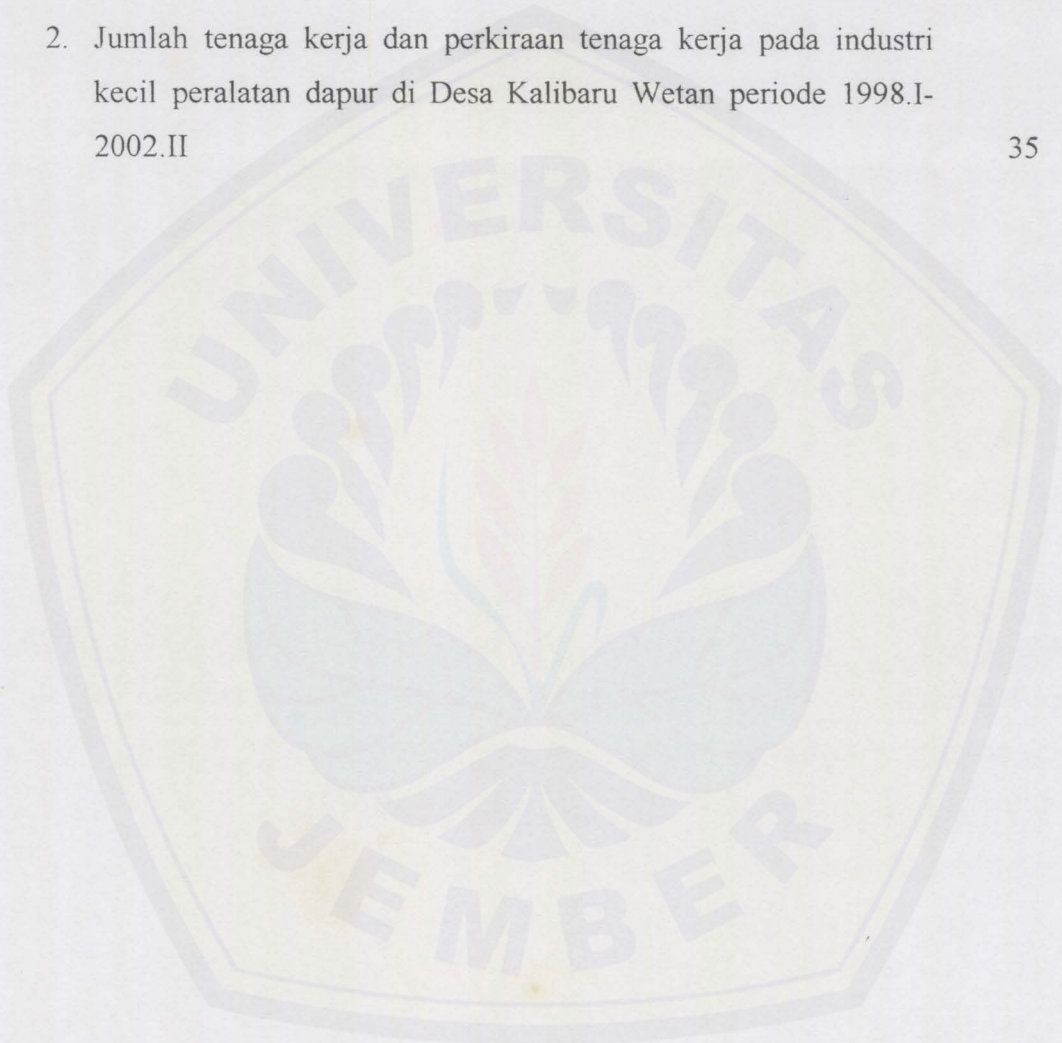 2. Jumlah tenaga kerja dan perkiraan tenaga kerja pada industri
kecil peralatan dapur di Desa Kalibaru Wetan periode 1998.I-
2002.II 35
UNIVERSITAS
JEMBER